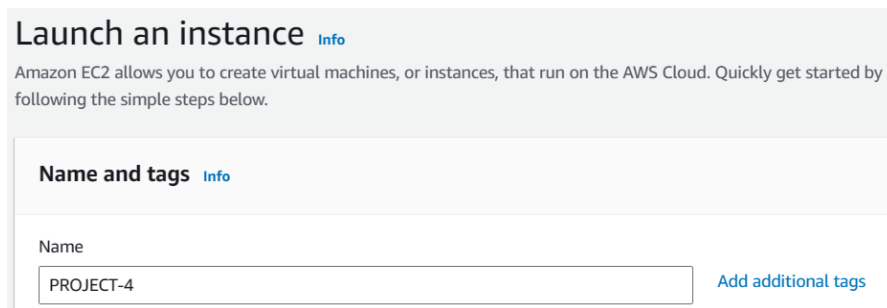 Launch an instance Info
Amazon EC2 allows you to create virtual machines, or instances, that run on the AWS Cloud. Quickly get started by
following the simple steps below.
Name and tags Info
Name
PROJECT-4 Add additional tags